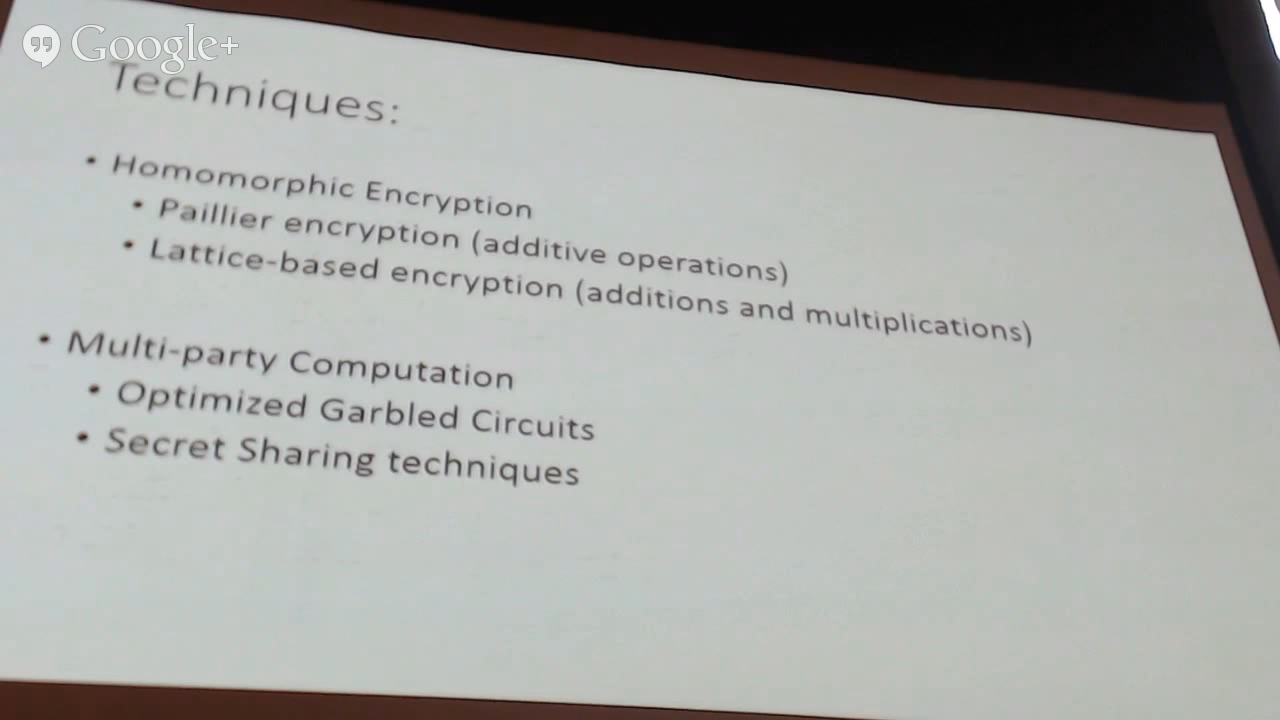 Google+
Techniques:
• Homomorphic Encryption
• Paillier encryption (additive operations)
• Lattice-based encryption (additions and multiplications)
• Multi-party Computation
• Optimized Garbled Circuits
• Secret Sharing techniques